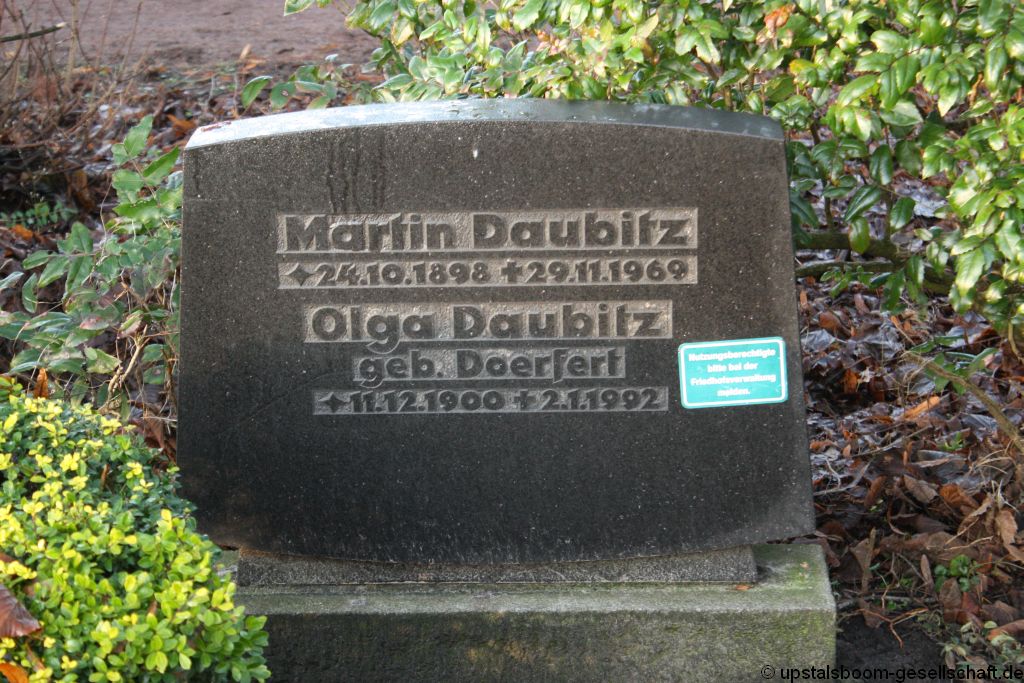 Martin Daubitz
✦24.10.1898 ✝29.11.1969
Olga Daubitz
geb. Doerfert
✦11.12.1900 ✝2.1.1992
Nutzungsberechtigte
bitte bei der
Friedhofsverwaltung
melden.
© upstalsboom-gesellschaft.de